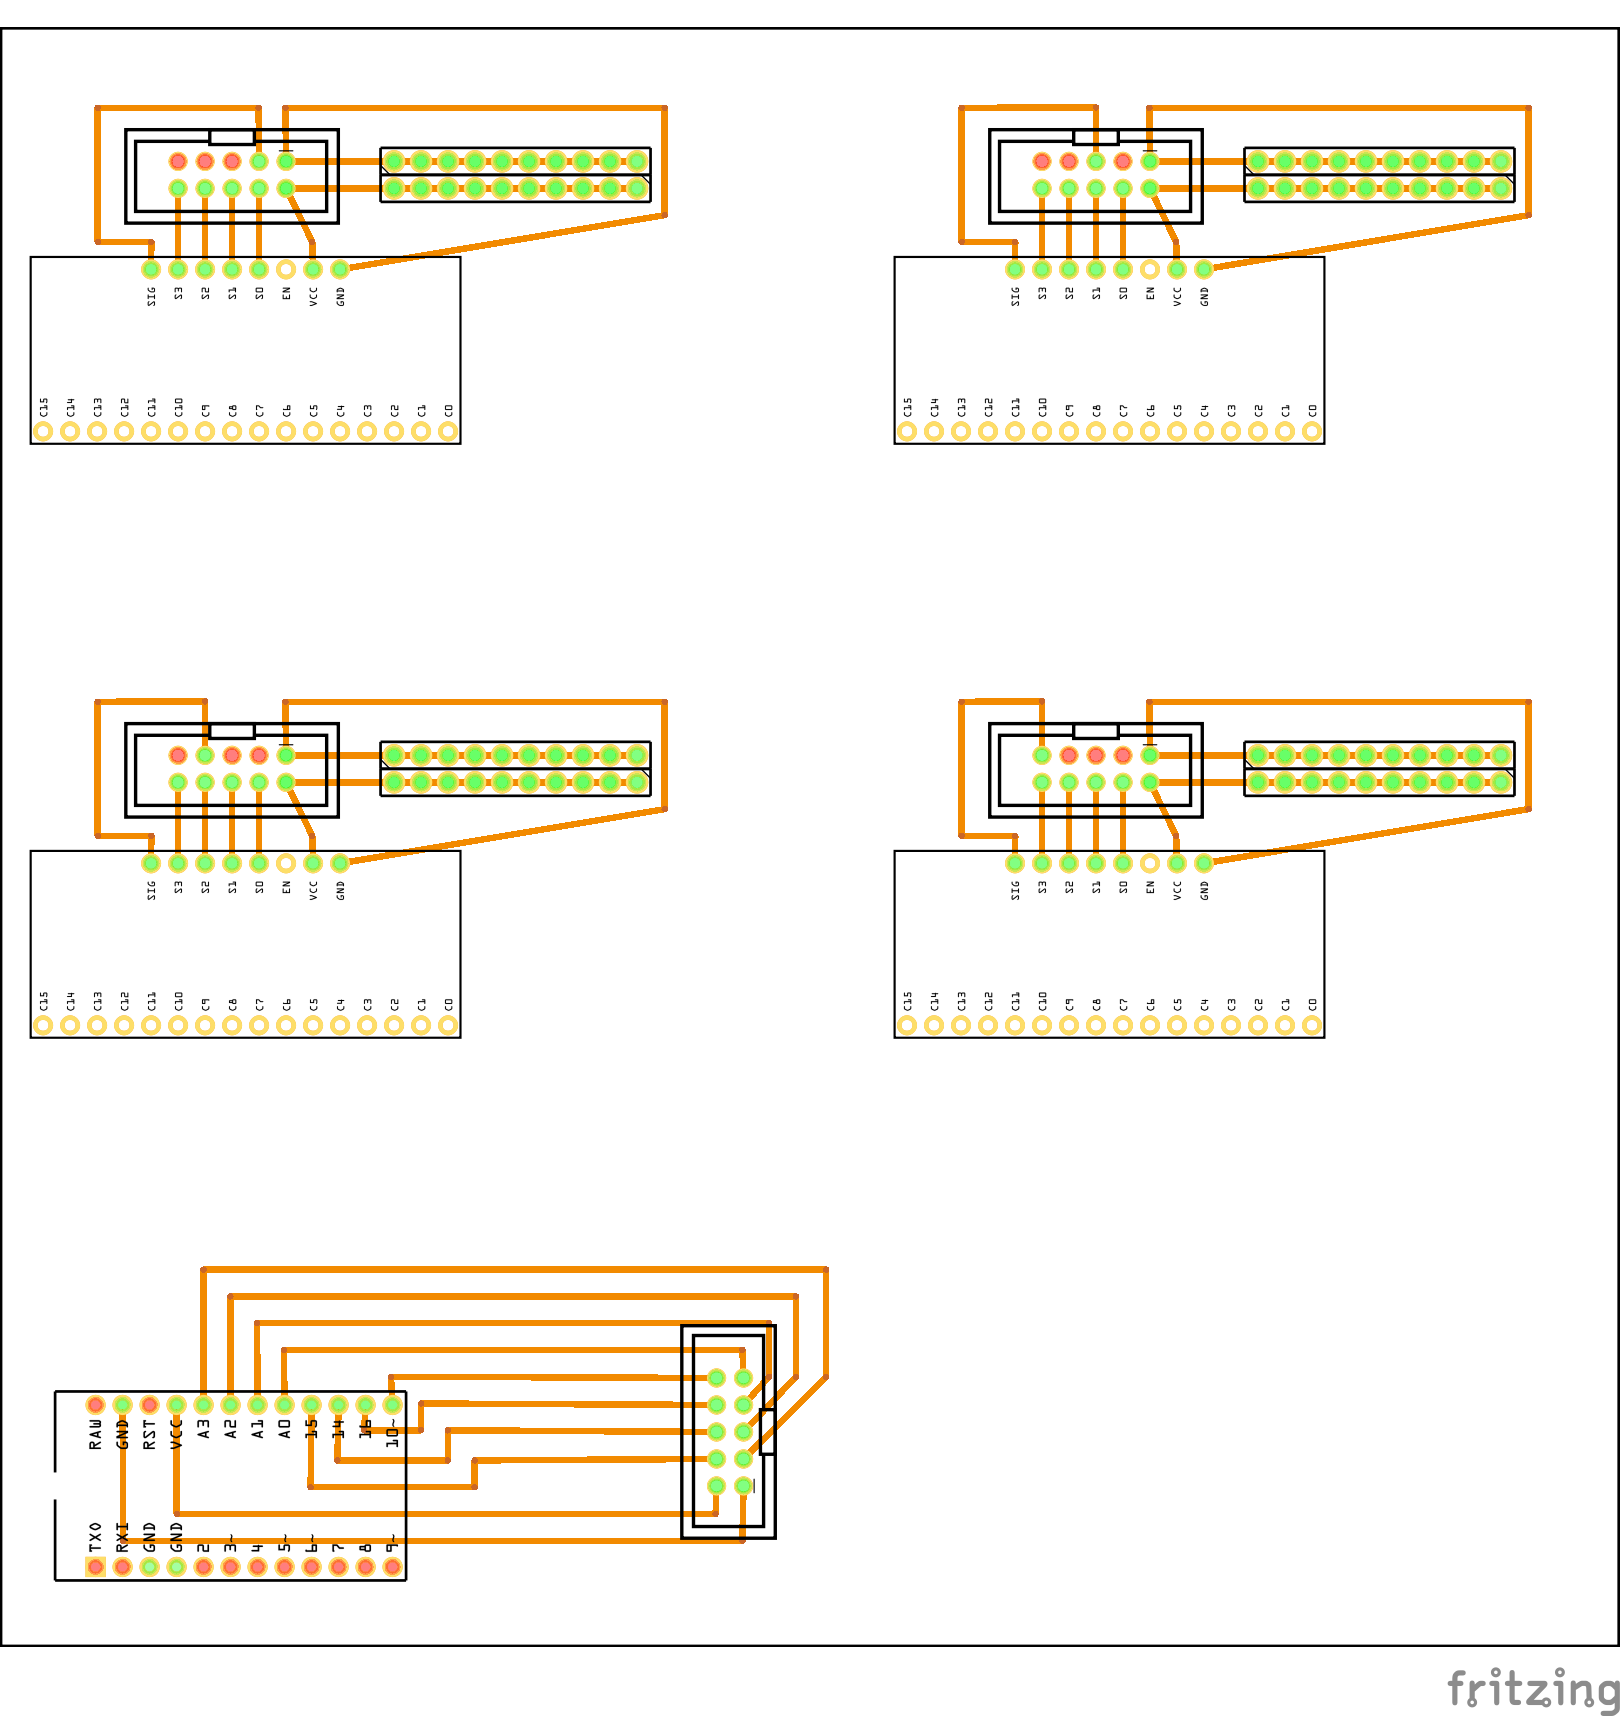 SIG S3 S2 S1 S0 EN VCC GND
SIG S3 S2 S1 S0 EN VCC GND
C15 C14 C13 C12 C11 C10 C9 C8 C7 C6 C5 C4 C3 C2 C1 C0
C15 C14 C13 C12 C11 C10 C9 C8 C7 C6 C5 C4 C3 C2 C1 C0
SIG S3 S2 S1 S0 EN VCC GND
SIG S3 S2 S1 S0 EN VCC GND
C15 C14 C13 C12 C11 C10 C9 C8 C7 C6 C5 C4 C3 C2 C1 C0
C15 C14 C13 C12 C11 C10 C9 C8 C7 C6 C5 C4 C3 C2 C1 C0
RAW GND RST VCC A3 A2 A1 A0 15 14 16 10~
TX0 RXI GND GND 2 3~ 4 5~ 6~ 7 8 9~
fritzing